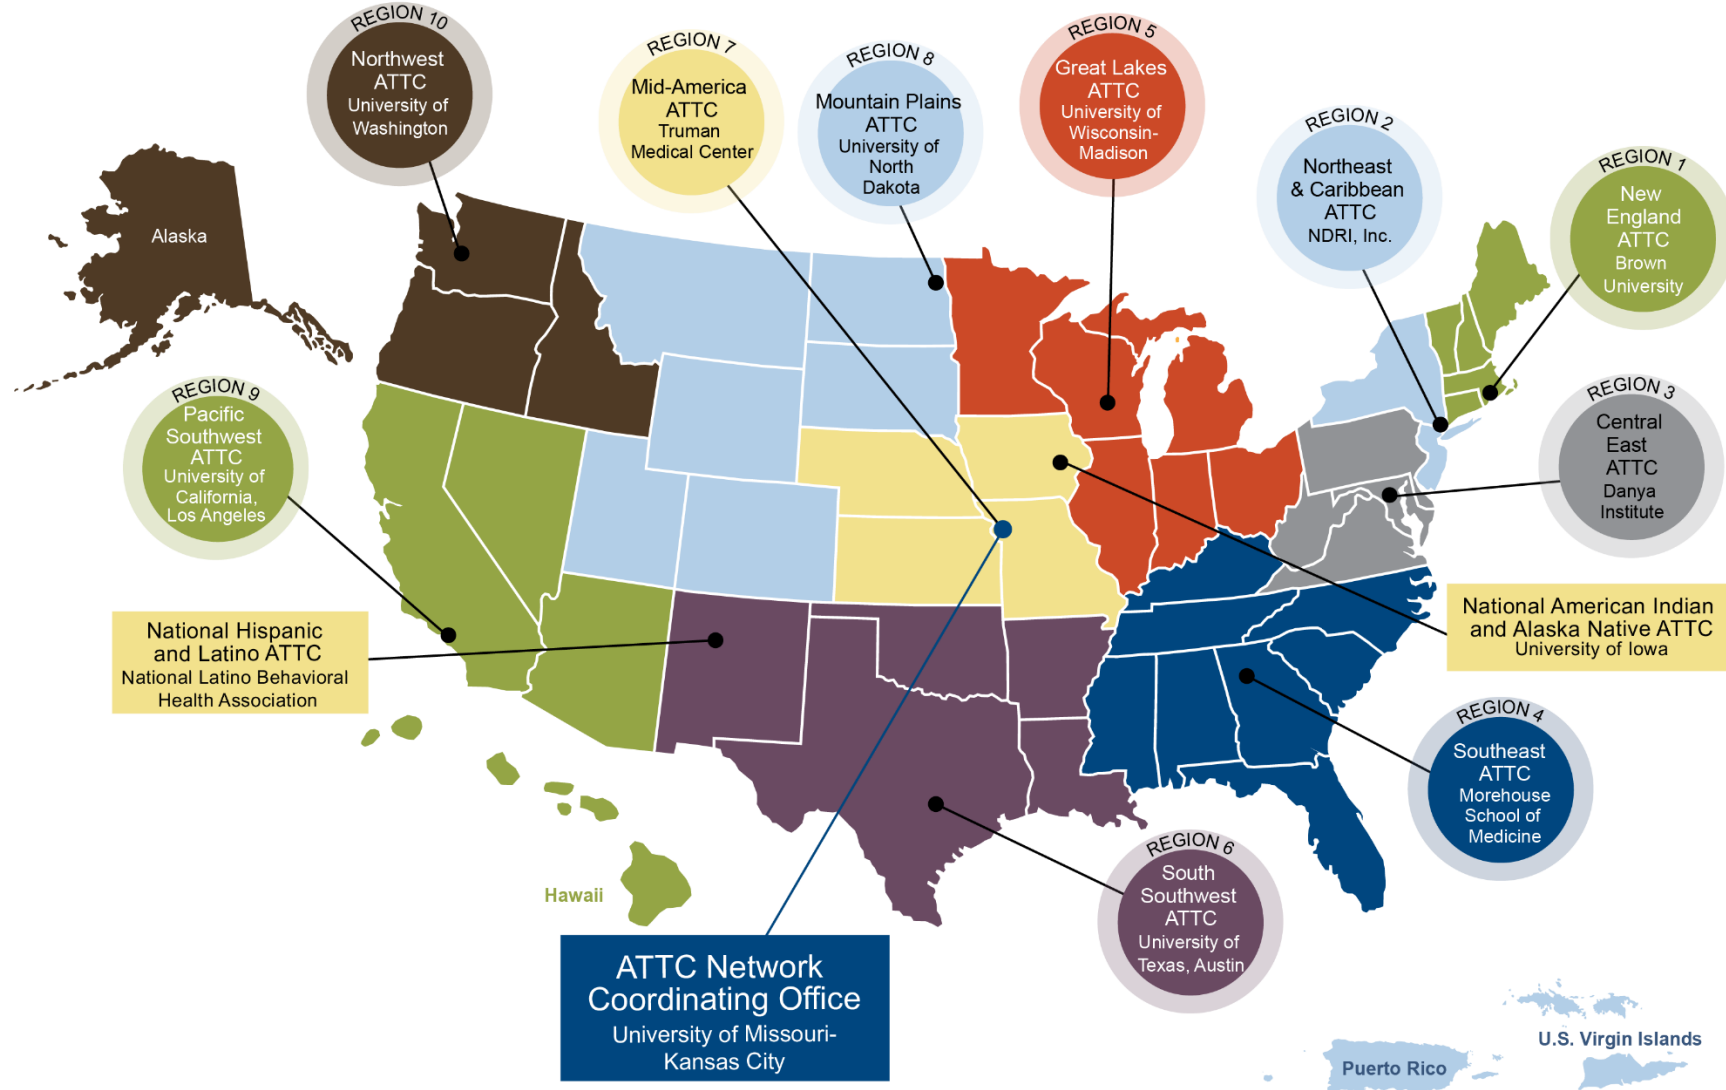 REGION 10
Northwest
ATTC
University of
Washington
REGION 7
Mid-America
ATTC
Truman
Medical Center
REGION 8
Mountain Plains
ATTC
University of
North
Dakota
REGION 5
Great Lakes
ATTC
University of
Wisconsin-
Madison
REGION 2
Northeast
& Caribbean
ATTC
NDRI, Inc.
REGION 1
New
England
ATTC
Brown
University
Alaska
REGION 9
Pacific
Southwest
ATTC
University of
California,
Los Angeles
REGION 3
Central
East
ATTC
Danya
Institute
National Hispanic
and Latino ATTC
National Latino Behavioral
Health Association
National American Indian
and Alaska Native ATTC
University of Iowa
REGION 4
Southeast
ATTC
Morehouse
School of
Medicine
REGION 6
South
Southwest
ATTC
University of
Texas, Austin
Hawaii
ATTC Network
Coordinating Office
University of Missouri-
Kansas City
U.S. Virgin Islands
Puerto Rico